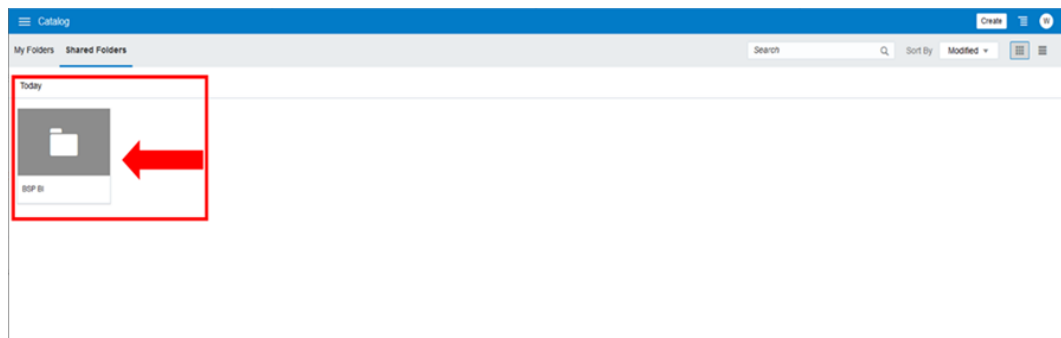 Catalog
Create
W
My Folders Shared Folders
Search
Sort By Modified
Today
BSP BI